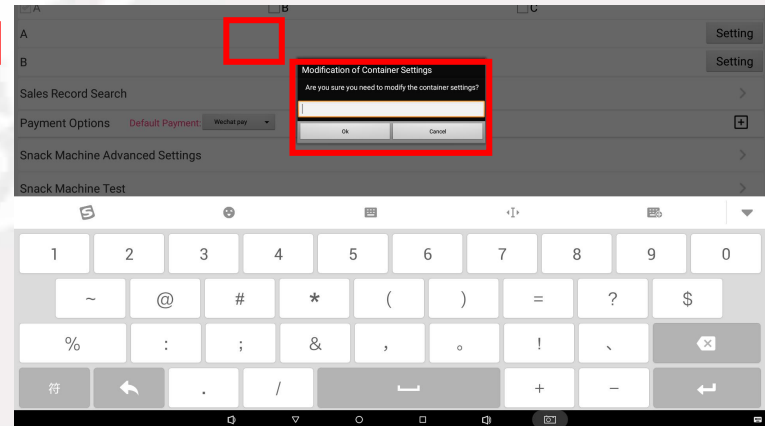 A B C
A Setting
B Setting
Modification of Container Settings
Are you sure you need to modify the container settings?
Ok Cancel
Sales Record Search
Payment Options Default Payment: Wechat pay
Snack Machine Advanced Settings
Snack Machine Test
1 2 3 4 5 6 7 8 9 0
~ @ # * ( ) = ? $
% : ; & , 。 ! 、
符 . / + −